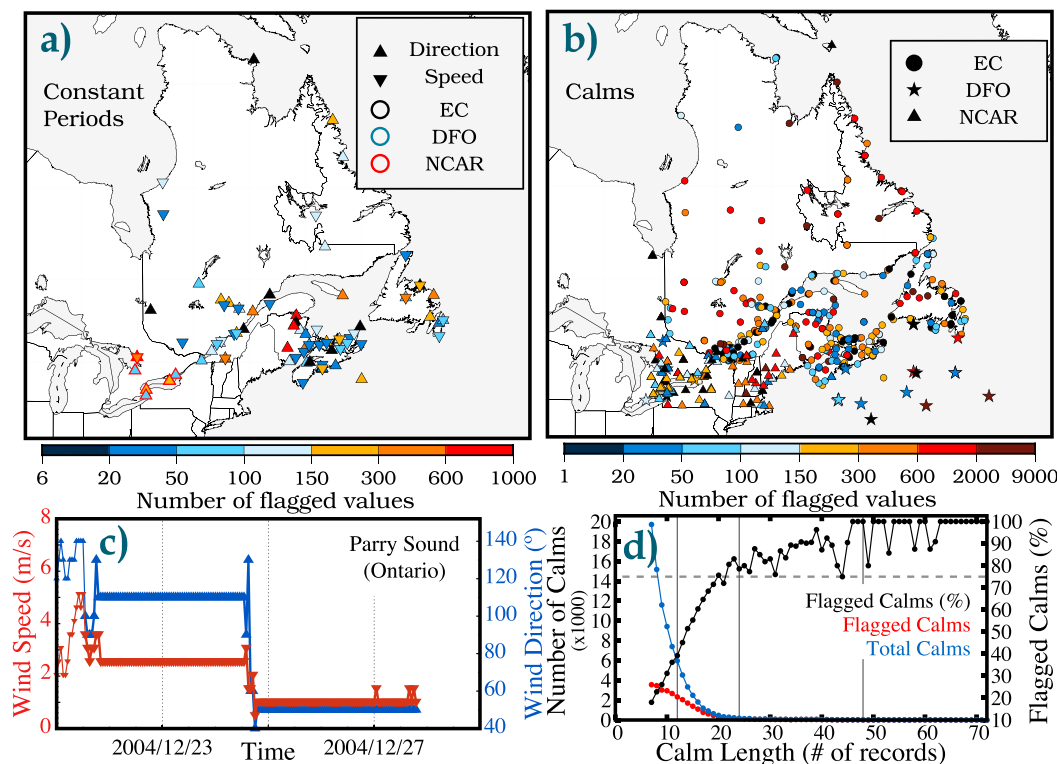 a)
Constant
Periods
Direction
Speed
EC
DFO
NCAR
6 20 50 100 150 300 600 1000
Number of flagged values
b)
Calms
EC
DFO
NCAR
1 20 50 100 150 300 600 2000 9000
Number of flagged values
c)
Parry Sound
(Ontario)
Wind Speed (m/s)
8
6
4
2
0
Wind Direction (º)
140
120
100
80
60
40
2004/12/23 2004/12/27
Time
d)
Number of Calms
(x1000)
20
18
16
14
12
10
8
6
4
2
0
Flagged Calms (%)
Flagged Calms
Total Calms
Flagged Calms (%)
100
90
80
70
60
50
40
30
20
10
0 10 20 30 40 50 60 70
Calm Length (# of records)